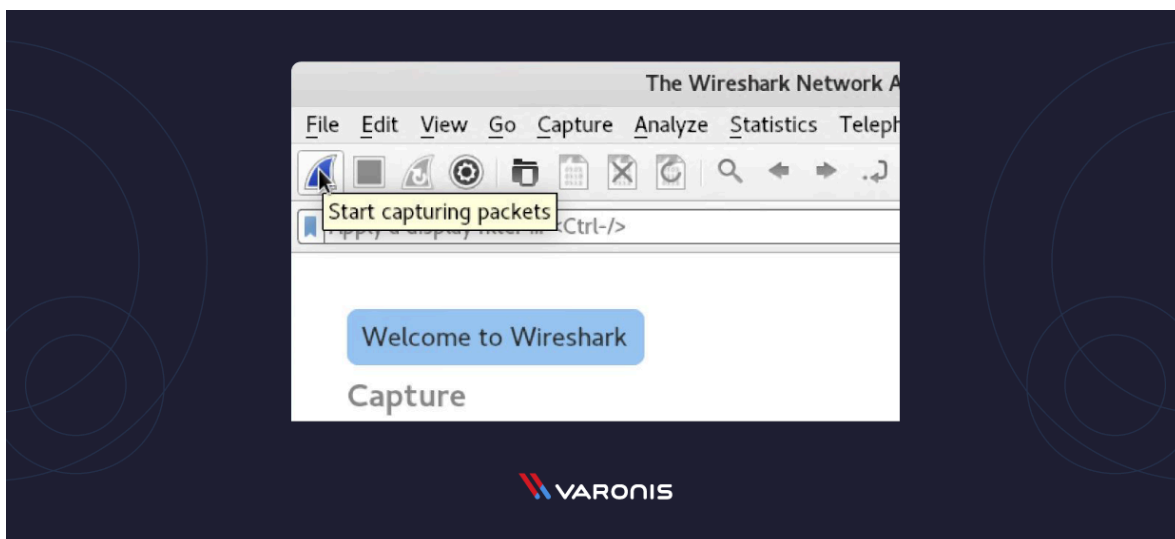 The Wireshark Network A
File Edit View Go Capture Analyze Statistics Teleph
Start capturing packets
<Ctrl-/>
Welcome to Wireshark
Capture
VARONIS